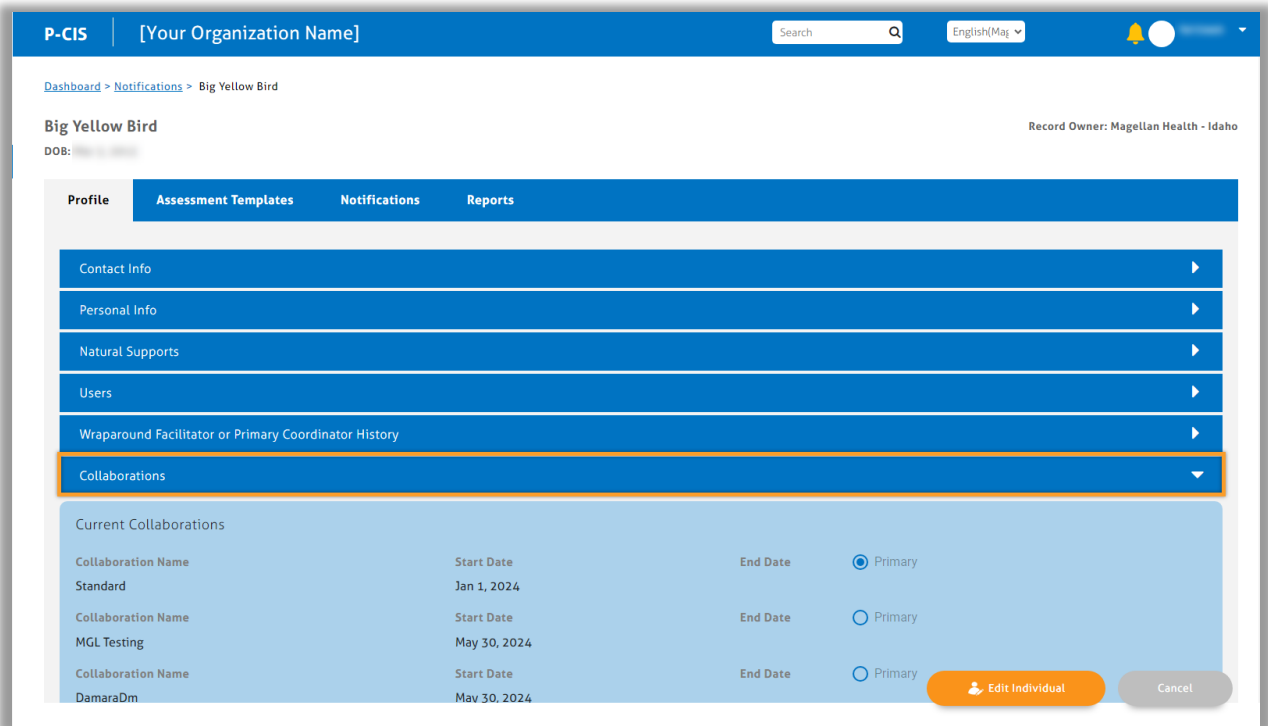 P-CIS [Your Organization Name] Search English(Mag
Dashboard > Notifications > Big Yellow Bird
Big Yellow Bird Record Owner: Magellan Health - Idaho
DOB:
Profile Assessment Templates Notifications Reports
Contact Info
Personal Info
Natural Supports
Users
Wraparound Facilitator or Primary Coordinator History
Collaborations
Current Collaborations
Collaboration Name Start Date End Date Primary
Standard Jan 1, 2024
Collaboration Name Start Date End Date Primary
MGL Testing May 30, 2024
Collaboration Name Start Date End Date Primary
DamaraDm May 30, 2024
Edit Individual Cancel